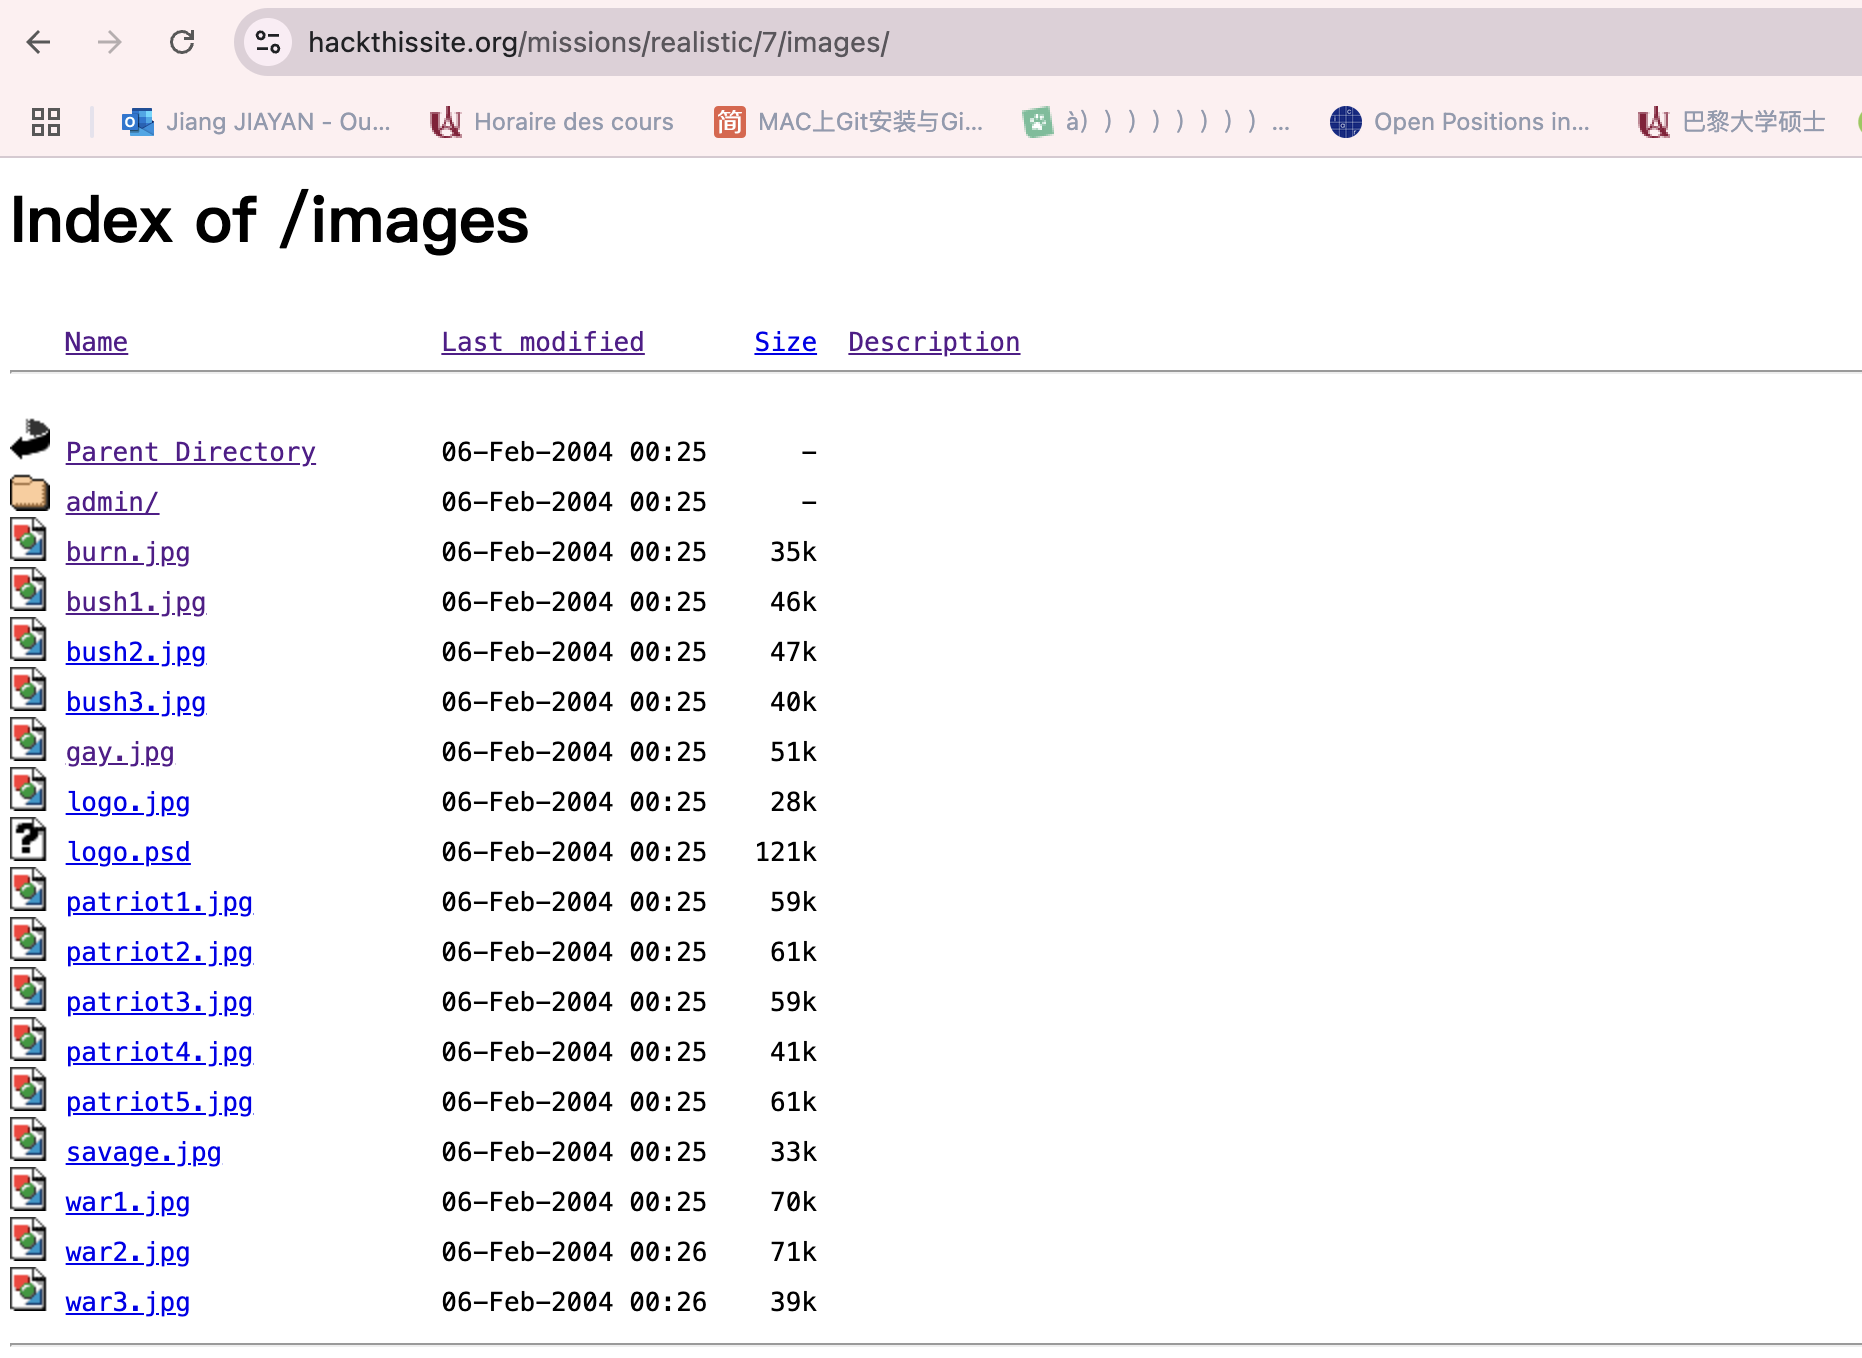 hackthissite.org/missions/realistic/7/images/
Jiang JIAYAN - Ou... Horaire des cours MAC上Git安装与Gi... à) ) ) ) ) ) ) ) ... Open Positions in... 巴黎大学硕士
Index of /images
Name Last modified Size Description
Parent Directory 06-Feb-2004 00:25 -
admin/ 06-Feb-2004 00:25 -
burn.jpg 06-Feb-2004 00:25 35k
bush1.jpg 06-Feb-2004 00:25 46k
bush2.jpg 06-Feb-2004 00:25 47k
bush3.jpg 06-Feb-2004 00:25 40k
gay.jpg 06-Feb-2004 00:25 51k
logo.jpg 06-Feb-2004 00:25 28k
logo.psd 06-Feb-2004 00:25 121k
patriot1.jpg 06-Feb-2004 00:25 59k
patriot2.jpg 06-Feb-2004 00:25 61k
patriot3.jpg 06-Feb-2004 00:25 59k
patriot4.jpg 06-Feb-2004 00:25 41k
patriot5.jpg 06-Feb-2004 00:25 61k
savage.jpg 06-Feb-2004 00:25 33k
war1.jpg 06-Feb-2004 00:25 70k
war2.jpg 06-Feb-2004 00:26 71k
war3.jpg 06-Feb-2004 00:26 39k